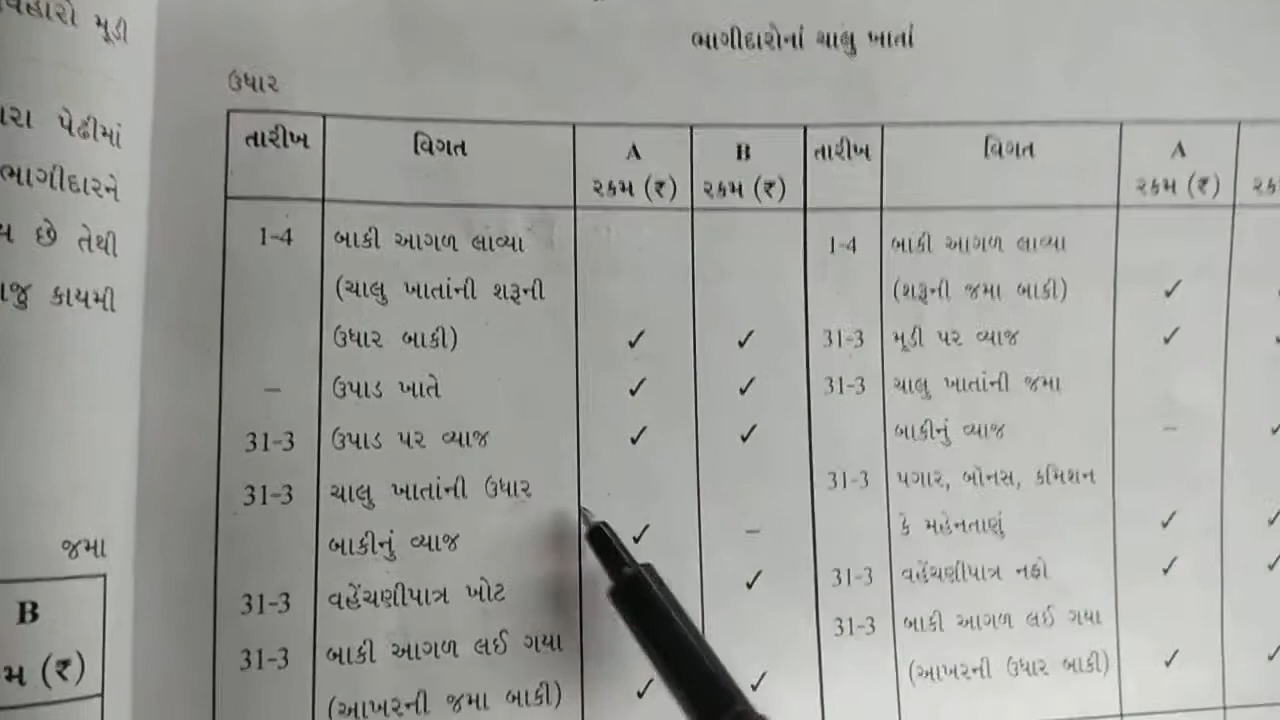 મૂડી
પેઢીમાં
ભાગીદારને
છે તેથી
કાયમી
જમા
B
ભાગીદારોનાં ચાલુ ખાતાં
ઉધાર
તારીખ વિગત A B તારીખ વિગત A
રકમ (₹) રકમ (₹) રકમ (₹)
1-4 બાકી આગળ લાવ્યા 1-4 બાકી આગળ લાવ્યા
(ચાલુ ખાતાંની શરૂની (શરૂની જમા બાકી) ✓
ઉધાર બાકી) ✓ ✓ 31-3 મૂડી પર વ્યાજ ✓
– ઉપાડ ખાતે ✓ ✓ 31-3 ચાલુ ખાતાંની જમા
31-3 ઉપાડ પર વ્યાજ ✓ ✓ બાકીનું વ્યાજ –
31-3 ચાલુ ખાતાંની ઉધાર 31-3 પગાર, બૉનસ, કમિશન
બાકીનું વ્યાજ ✓ – કે મહેનતાણું ✓
31-3 વહેંચણીપાત્ર ખોટ ✓ 31-3 વહેંચણીપાત્ર નફો ✓
31-3 બાકી આગળ લઈ ગયા 31-3 બાકી આગળ લઈ ગયા
(આખરની જમા બાકી) ✓ ✓ (આખરની ઉધાર બાકી) ✓